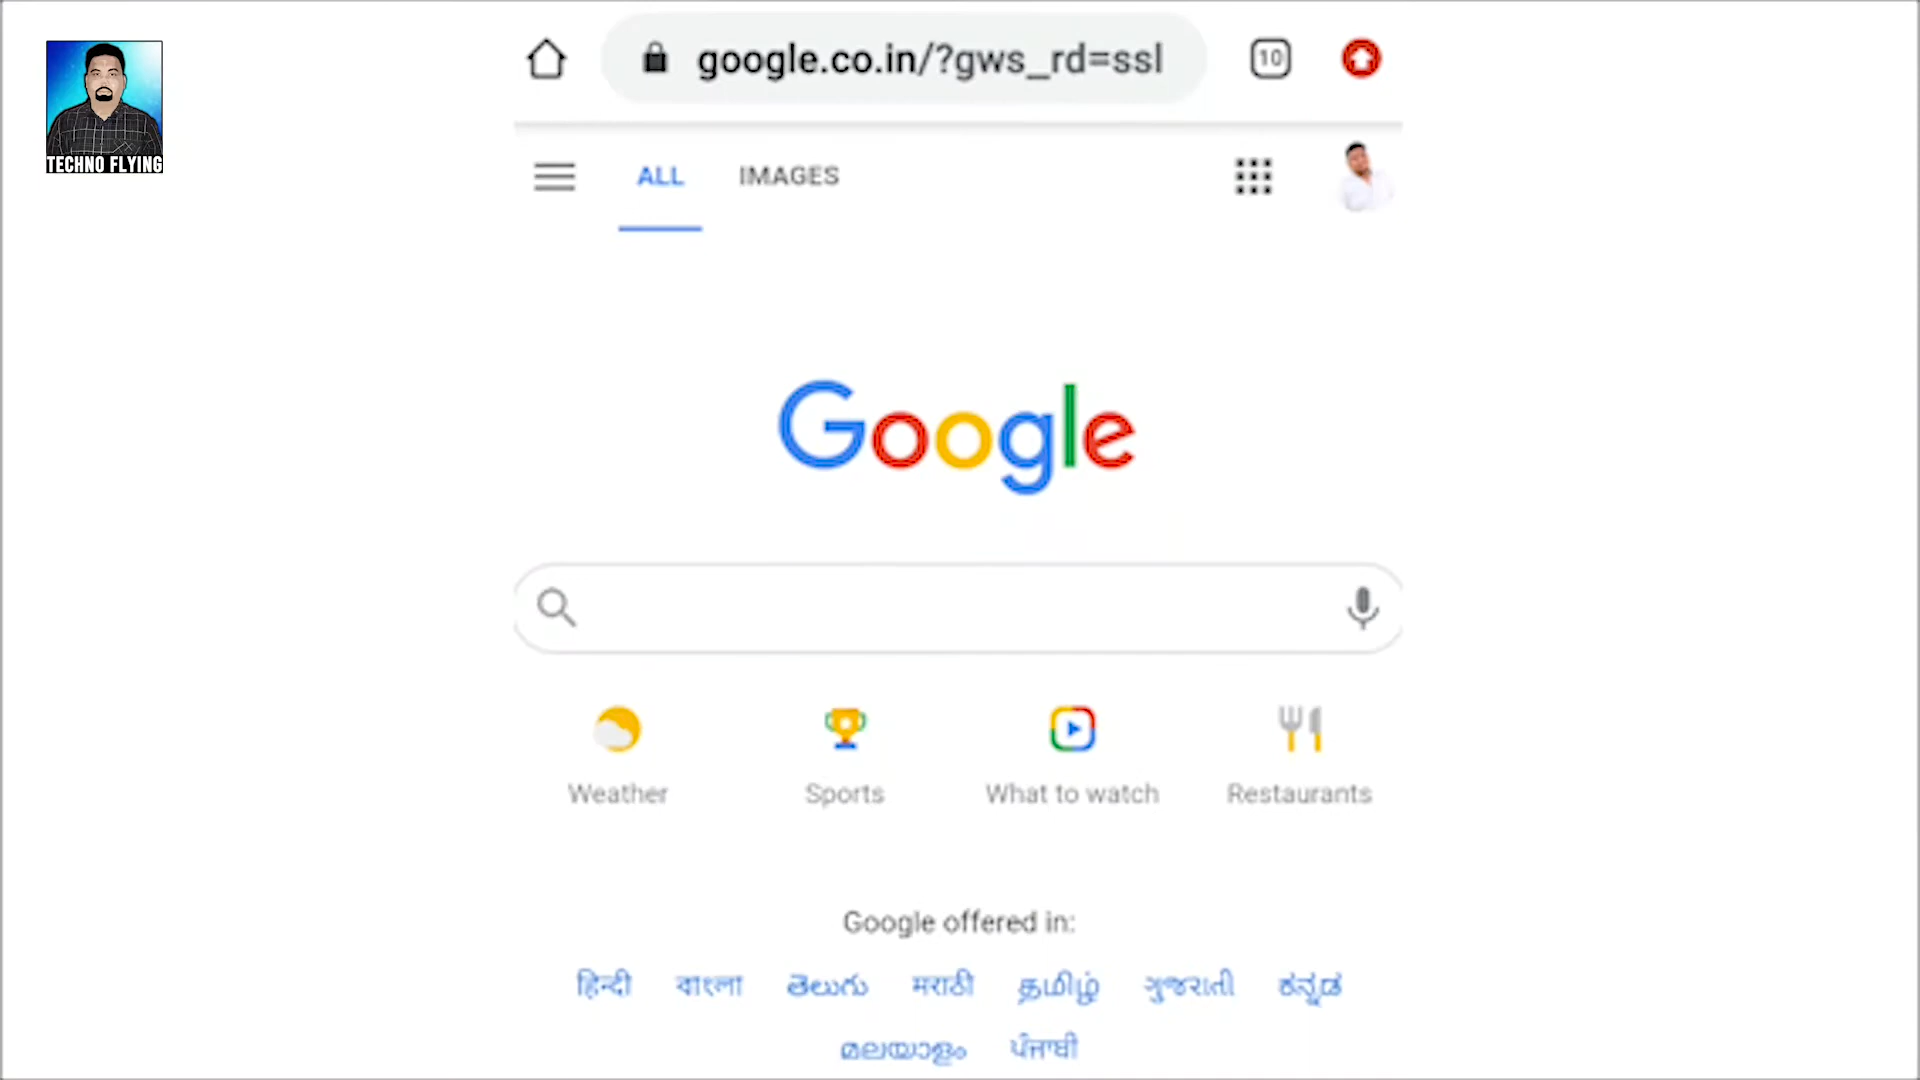 google.co.in/?gws_rd=ssl 10
TECHNO FLYING
ALL IMAGES
Google
Weather Sports What to watch Restaurants
Google offered in:
हिन्दी বাংলা తెలుగు मराठी தமிழ் ગુજરાતી ಕನ್ನಡ
മലയാളം ਪੰਜਾਬੀ